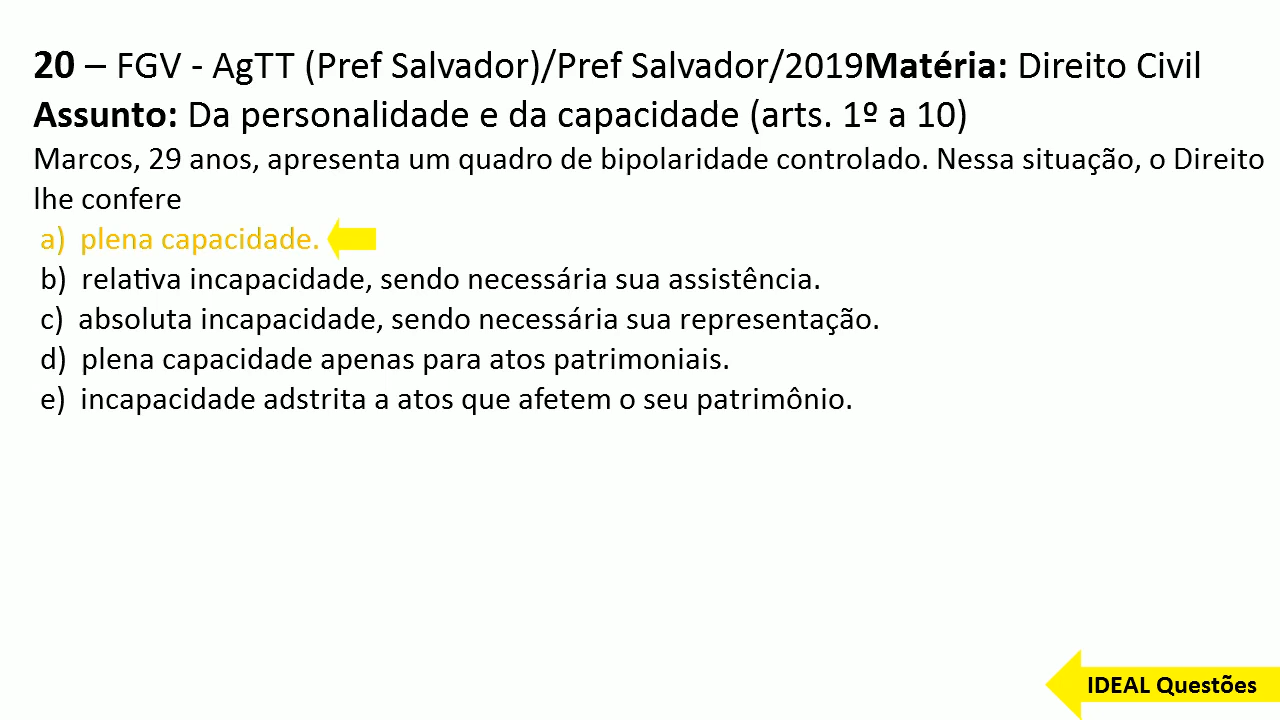 20 – FGV - AgTT (Pref Salvador)/Pref Salvador/2019Matéria: Direito Civil
Assunto: Da personalidade e da capacidade (arts. 1º a 10)
Marcos, 29 anos, apresenta um quadro de bipolaridade controlado. Nessa situação, o Direito
lhe confere
a) plena capacidade.
b) relativa incapacidade, sendo necessária sua assistência.
c) absoluta incapacidade, sendo necessária sua representação.
d) plena capacidade apenas para atos patrimoniais.
e) incapacidade adstrita a atos que afetem o seu patrimônio.
IDEAL Questões